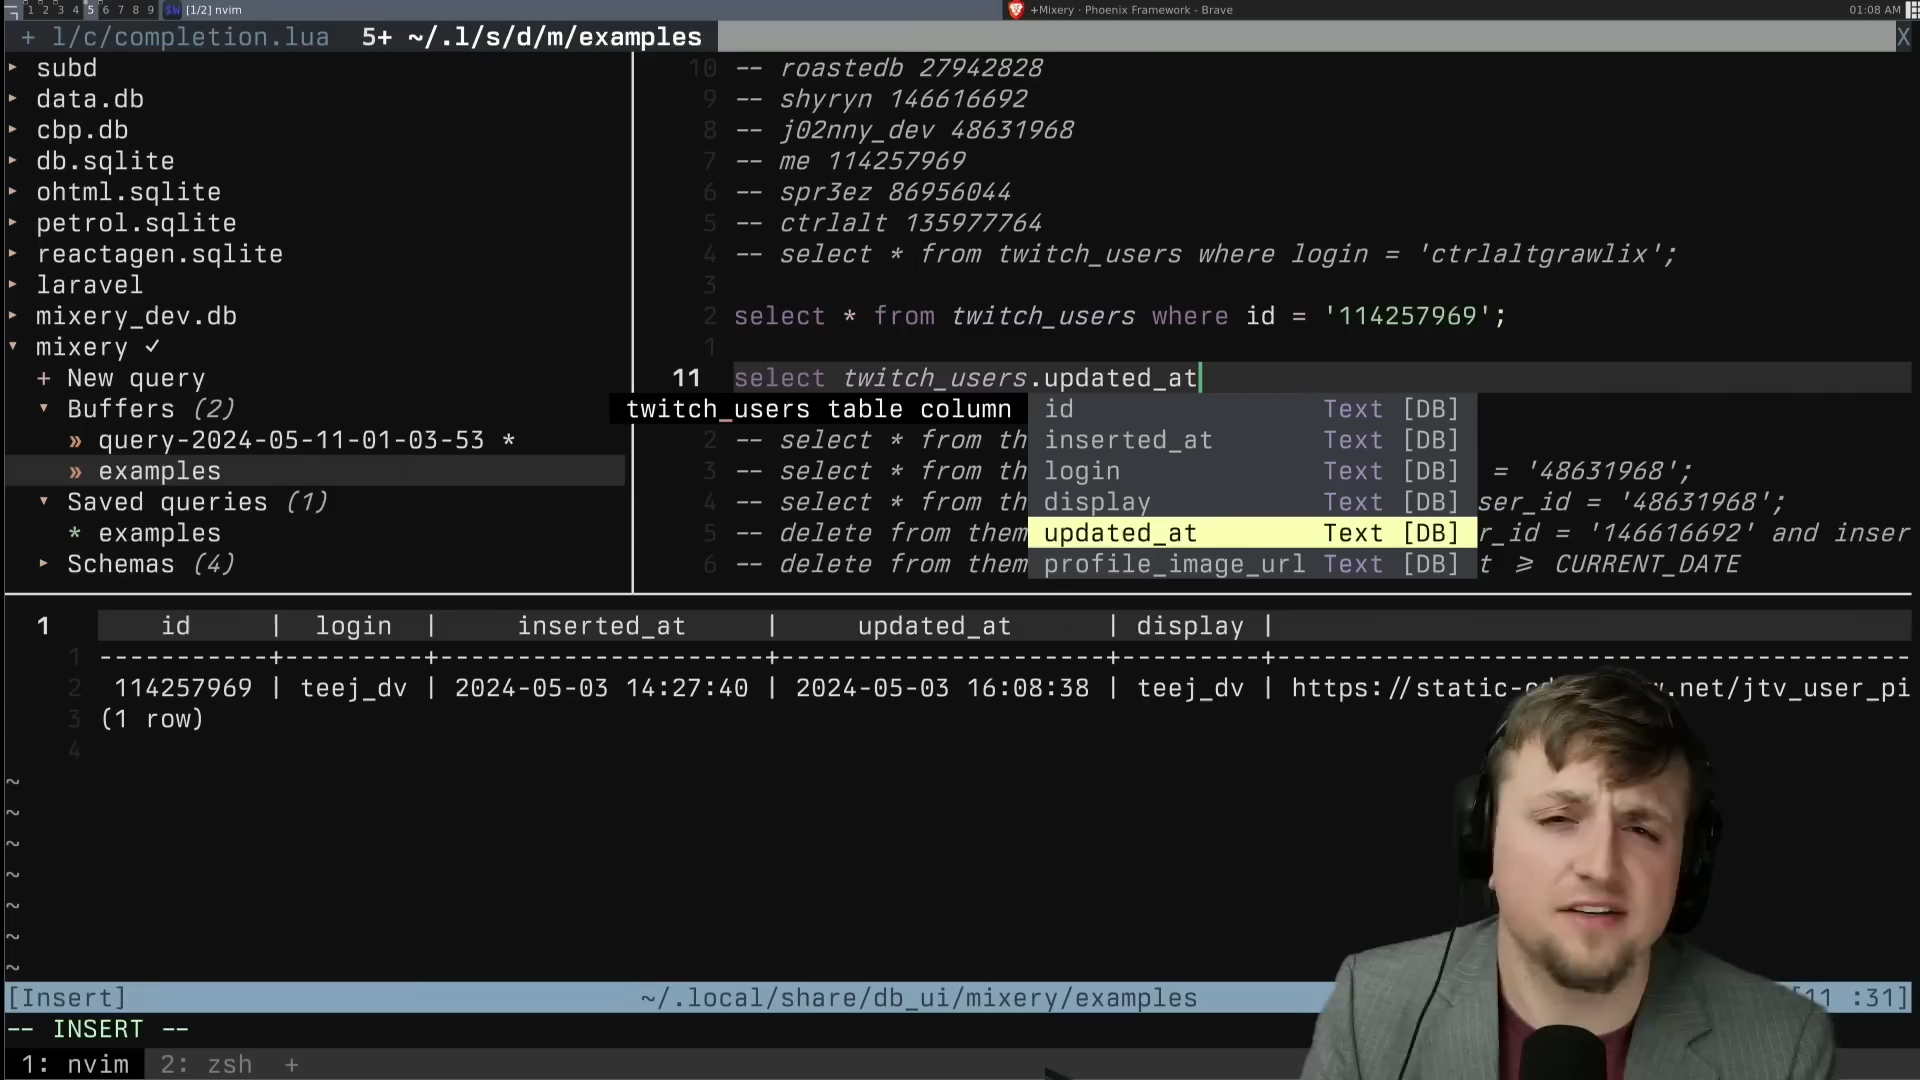 1 2 3 4 5 6 7 8 9 $W [1/2] nvim
+Mixery · Phoenix Framework - Brave
01:08 AM
+ l/c/completion.lua 5+ ~/.l/s/d/m/examples X
▸ subd
▸ data.db
▸ cbp.db
▸ db.sqlite
▸ ohtml.sqlite
▸ petrol.sqlite
▸ reactagen.sqlite
▸ laravel
▸ mixery_dev.db
▾ mixery ✓
+ New query
▾ Buffers (2)
» query-2024-05-11-01-03-53 *
» examples
▾ Saved queries (1)
* examples
▸ Schemas (4)
10 -- roastedb 27942828
9 -- shyryn 146616692
8 -- j02nny_dev 48631968
7 -- me 114257969
6 -- spr3ez 86956044
5 -- ctrlalt 135977764
4 -- select * from twitch_users where login = 'ctrlaltgrawlix';
3
2 select * from twitch_users where id = '114257969';
1
11 select twitch_users.updated_at
twitch_users table column id Text [DB]
2 -- select * from th inserted_at Text [DB]
3 -- select * from th login Text [DB] = '48631968';
4 -- select * from th display Text [DB] ser_id = '48631968';
5 -- delete from them updated_at Text [DB] r_id = '146616692' and inser
6 -- delete from them profile_image_url Text [DB] t >= CURRENT_DATE
1 id | login | inserted_at | updated_at | display |
1 -----------+---------+----------------------+----------------------+---------+------------------------------------------
2 114257969 | teej_dv | 2024-05-03 14:27:40 | 2024-05-03 16:08:38 | teej_dv | https://static-cd .net/jtv_user_pi
3 (1 row)
4
~
~
~
~
~
~
~
[Insert] ~/.local/share/db_ui/mixery/examples [11 :31]
-- INSERT --
1: nvim 2: zsh +